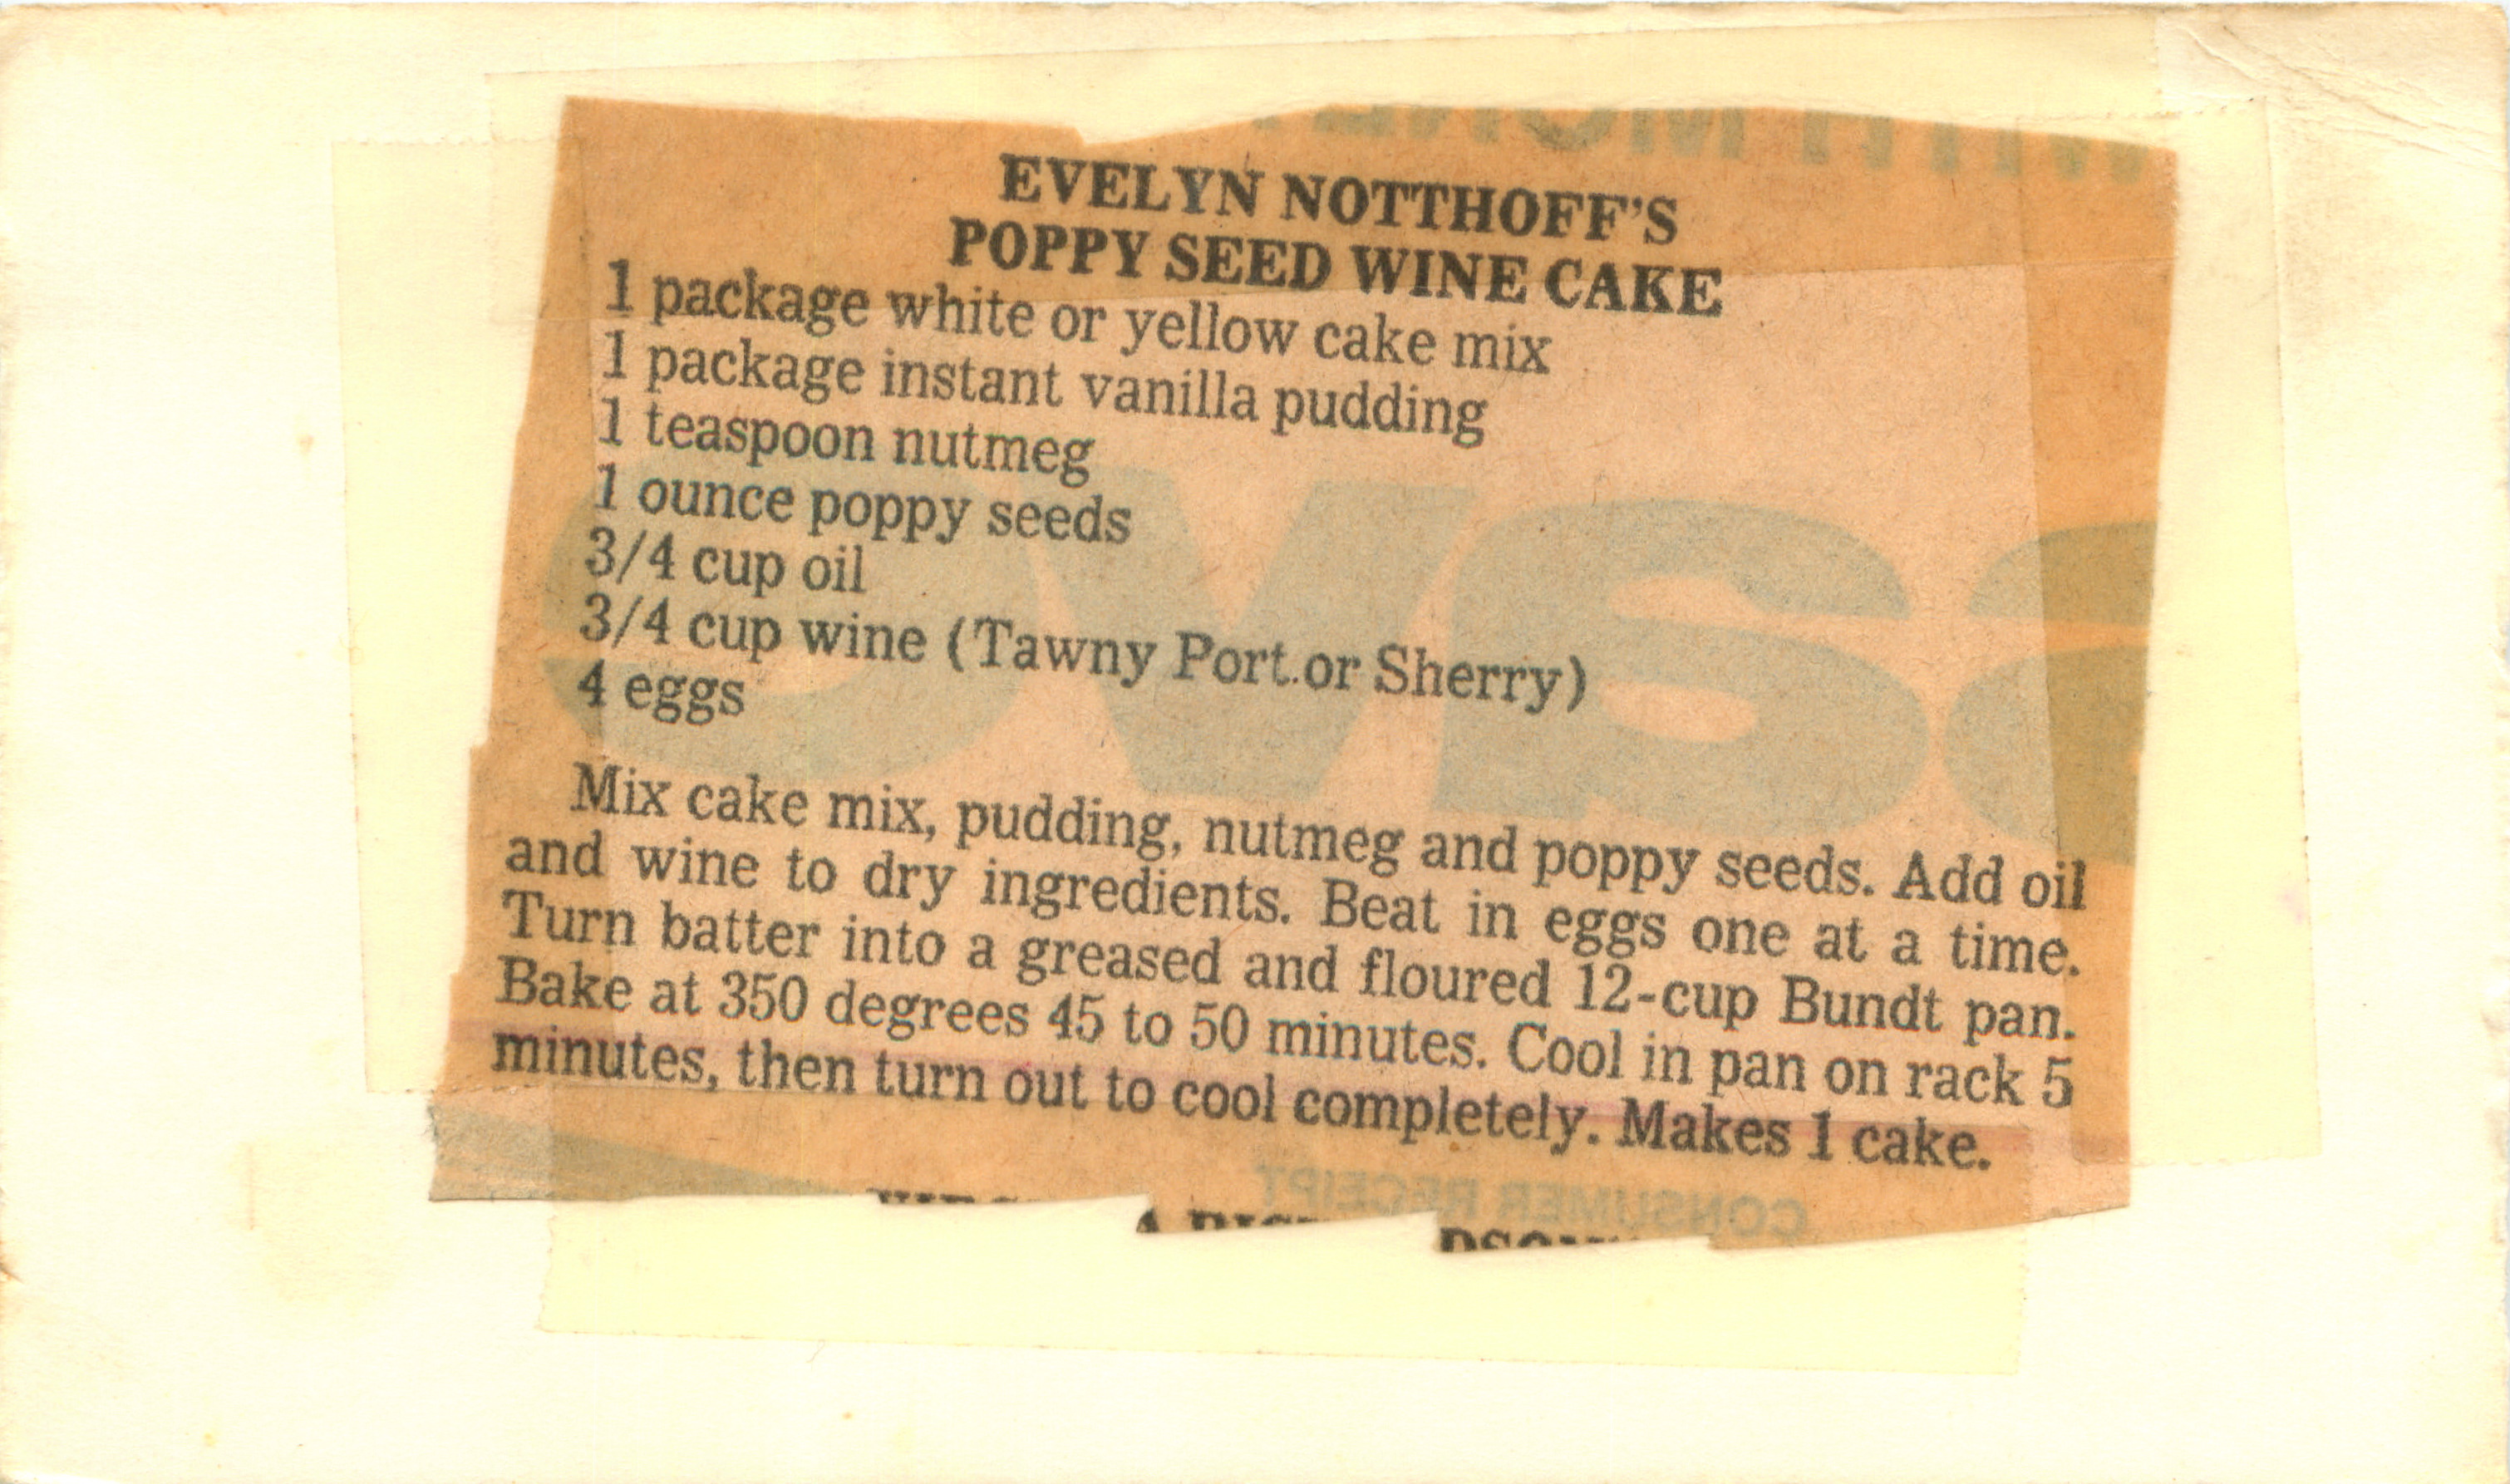 EVELYN NOTTHOFF'S
POPPY SEED WINE CAKE
1 package white or yellow cake mix
1 package instant vanilla pudding
1 teaspoon nutmeg
1 ounce poppy seeds
3/4 cup oil
3/4 cup wine (Tawny Port.or Sherry)
4 eggs
Mix cake mix, pudding, nutmeg and poppy seeds. Add oil
and wine to dry ingredients. Beat in eggs one at a time.
Turn batter into a greased and floured 12-cup Bundt pan.
Bake at 350 degrees 45 to 50 minutes. Cool in pan on rack 5
minutes, then turn out to cool completely. Makes 1 cake.
CONSUMER RECEIPT